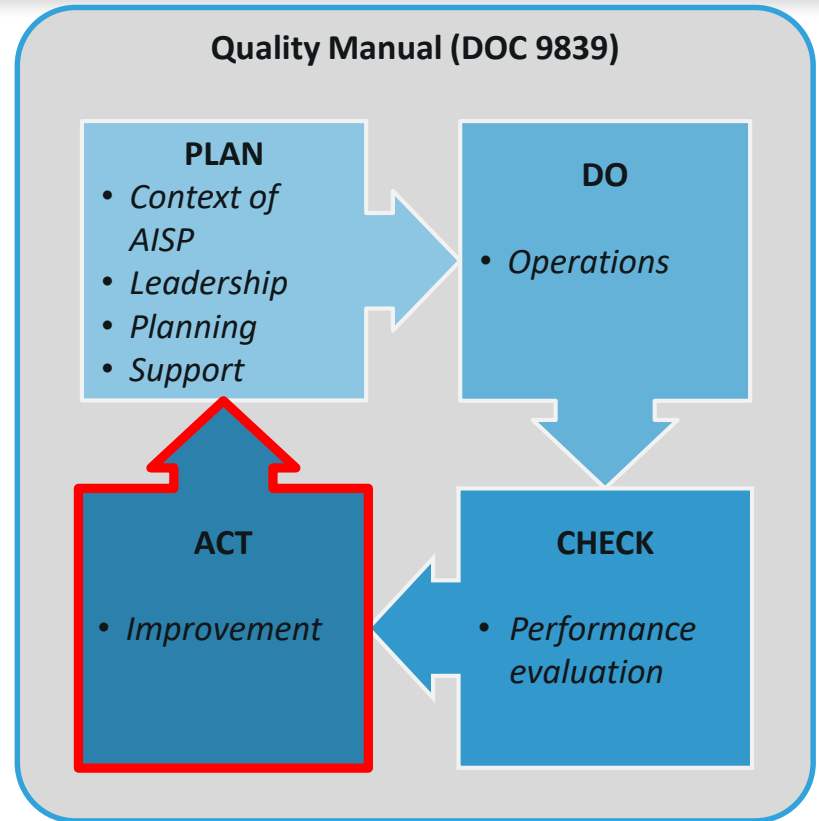 Quality Manual (DOC 9839)
PLAN
• Context of
AISP
• Leadership
• Planning
• Support
DO
• Operations
ACT
• Improvement
CHECK
• Performance
evaluation